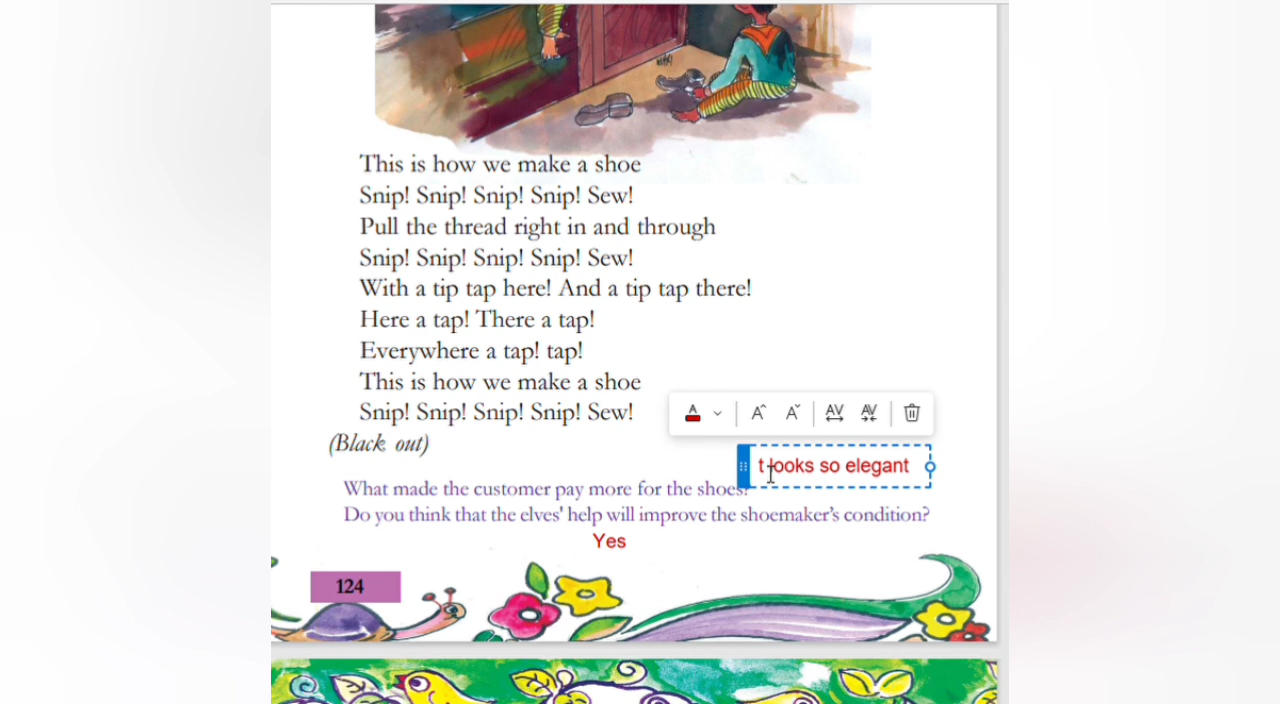 This is how we make a shoe
Snip! Snip! Snip! Snip! Sew!
Pull the thread right in and through
Snip! Snip! Snip! Snip! Sew!
With a tip tap here! And a tip tap there!
Here a tap! There a tap!
Everywhere a tap! tap!
This is how we make a shoe
Snip! Snip! Snip! Snip! Sew!
(Black out)
t looks so elegant
What made the customer pay more for the shoes?
Do you think that the elves' help will improve the shoemaker's condition?
Yes
124